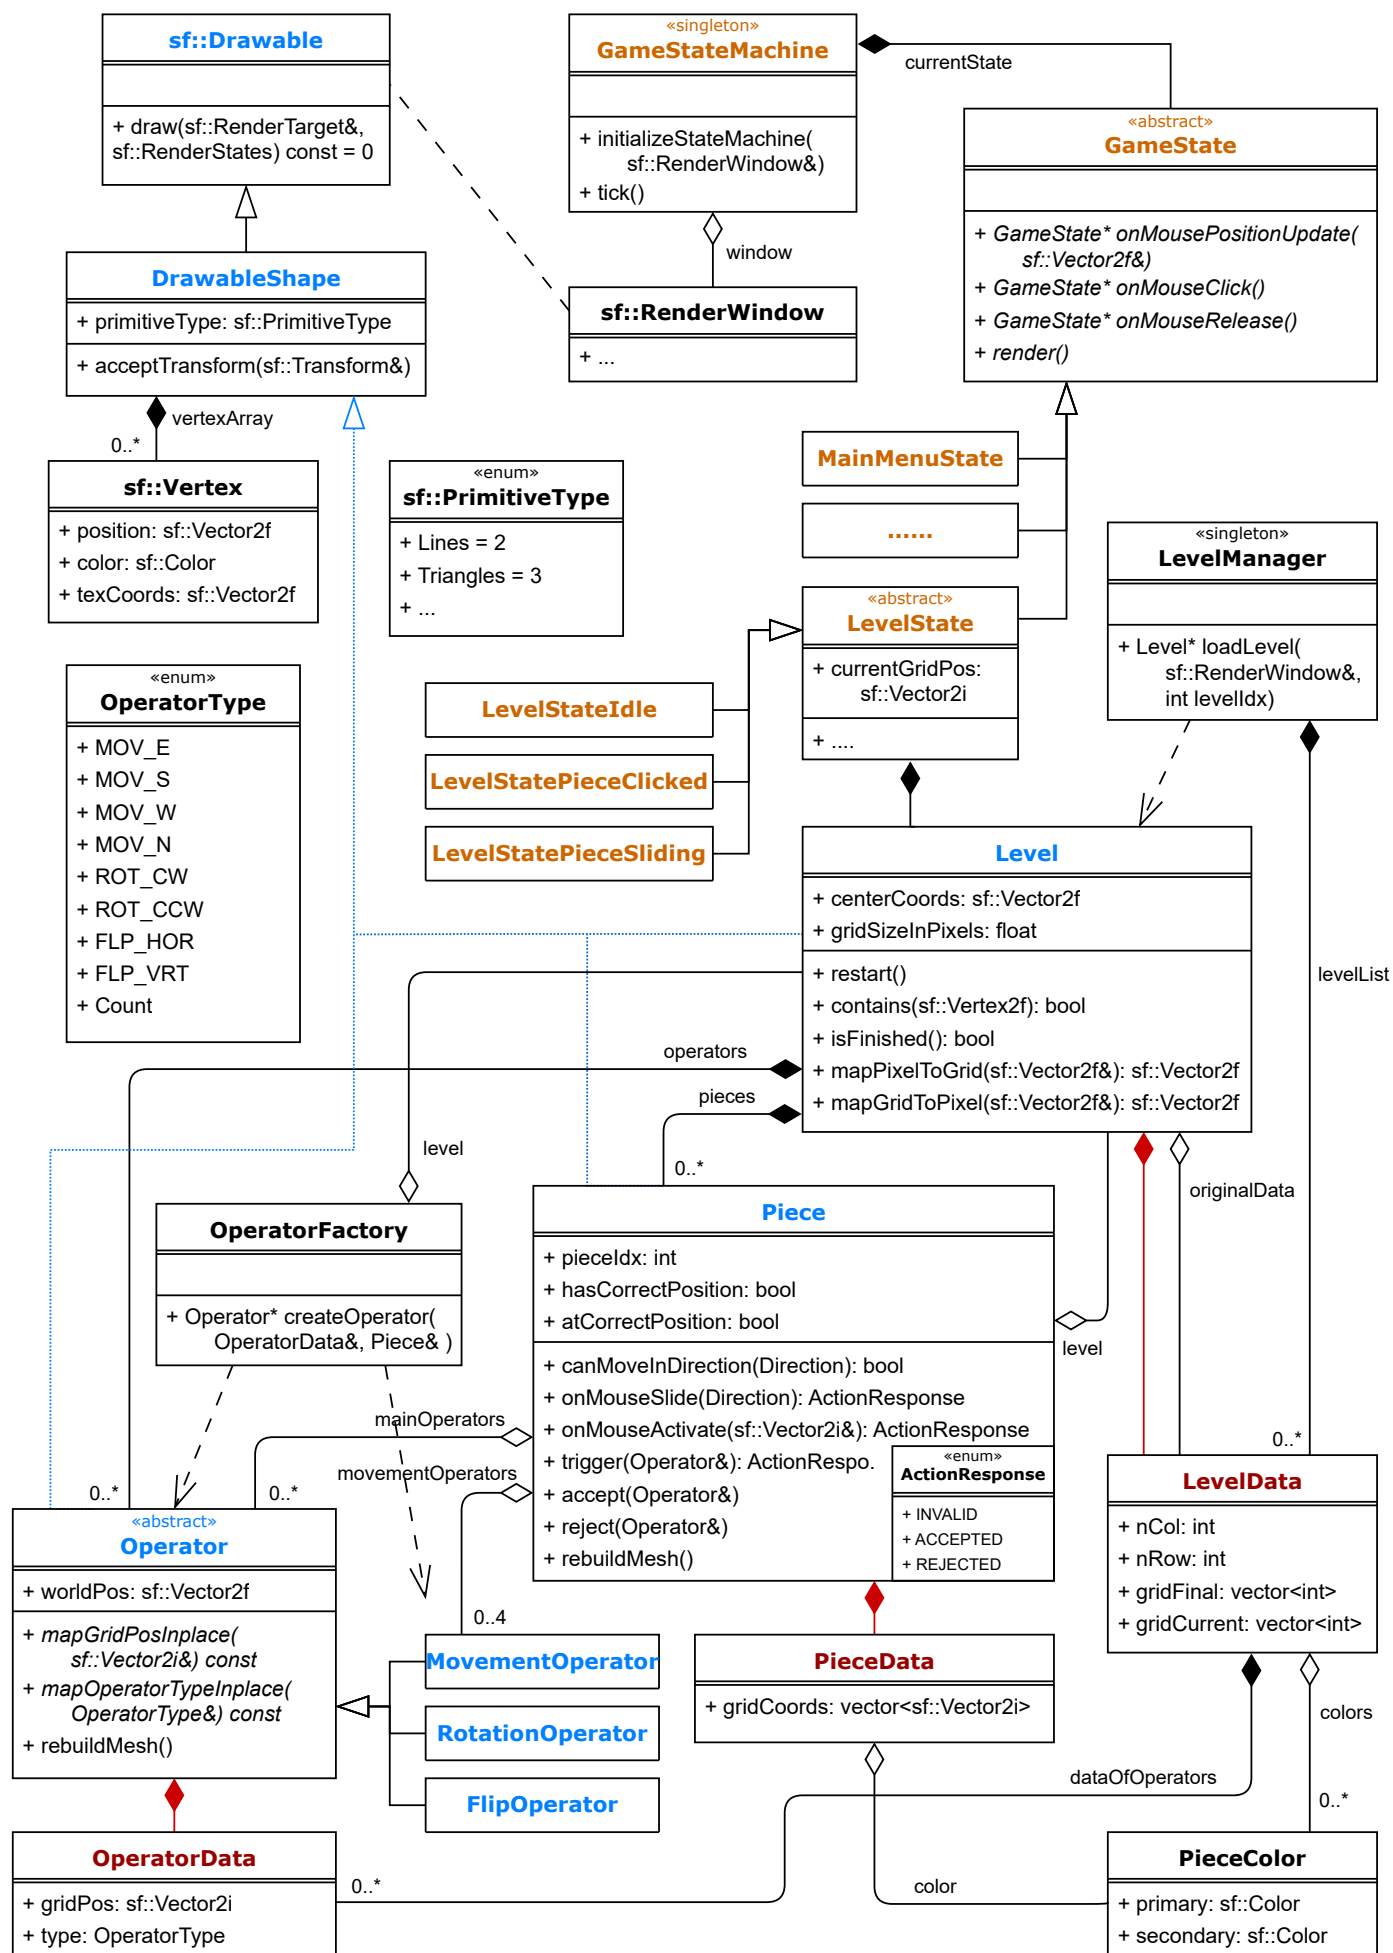 sf::Drawable
+ draw(sf::RenderTarget&,
sf::RenderStates) const = 0
«singleton»
GameStateMachine
+ initializeStateMachine(
sf::RenderWindow&)
+ tick()
currentState
«abstract»
GameState
+ GameState* onMousePositionUpdate(
sf::Vector2f&)
+ GameState* onMouseClick()
+ GameState* onMouseRelease()
+ render()
window
DrawableShape
+ primitiveType: sf::PrimitiveType
+ acceptTransform(sf::Transform&)
sf::RenderWindow
+ ...
vertexArray
0..*
sf::Vertex
+ position: sf::Vector2f
+ color: sf::Color
+ texCoords: sf::Vector2f
«enum»
sf::PrimitiveType
+ Lines = 2
+ Triangles = 3
+ ...
MainMenuState
......
«singleton»
LevelManager
+ Level* loadLevel(
sf::RenderWindow&,
int levelIdx)
«abstract»
LevelState
+ currentGridPos:
sf::Vector2i
+ ....
«enum»
OperatorType
+ MOV_E
+ MOV_S
+ MOV_W
+ MOV_N
+ ROT_CW
+ ROT_CCW
+ FLP_HOR
+ FLP_VRT
+ Count
LevelStateIdle
LevelStatePieceClicked
LevelStatePieceSliding
Level
+ centerCoords: sf::Vector2f
+ gridSizeInPixels: float
+ restart()
+ contains(sf::Vertex2f): bool
+ isFinished(): bool
+ mapPixelToGrid(sf::Vector2f&): sf::Vector2f
+ mapGridToPixel(sf::Vector2f&): sf::Vector2f
levelList
operators
pieces
level
0..*
originalData
OperatorFactory
+ Operator* createOperator(
OperatorData&, Piece& )
Piece
+ pieceIdx: int
+ hasCorrectPosition: bool
+ atCorrectPosition: bool
+ canMoveInDirection(Direction): bool
+ onMouseSlide(Direction): ActionResponse
+ onMouseActivate(sf::Vector2i&): ActionResponse
+ trigger(Operator&): ActionRespo.
+ accept(Operator&)
+ reject(Operator&)
+ rebuildMesh()
«enum»
ActionResponse
+ INVALID
+ ACCEPTED
+ REJECTED
level
mainOperators
movementOperators
0..*
0..*
0..*
LevelData
+ nCol: int
+ nRow: int
+ gridFinal: vector<int>
+ gridCurrent: vector<int>
«abstract»
Operator
+ worldPos: sf::Vector2f
+ mapGridPosInplace(
sf::Vector2i&) const
+ mapOperatorTypeInplace(
OperatorType&) const
+ rebuildMesh()
0..4
MovementOperator
RotationOperator
FlipOperator
PieceData
+ gridCoords: vector<sf::Vector2i>
colors
dataOfOperators
0..*
OperatorData
+ gridPos: sf::Vector2i
+ type: OperatorType
0..*
color
PieceColor
+ primary: sf::Color
+ secondary: sf::Color